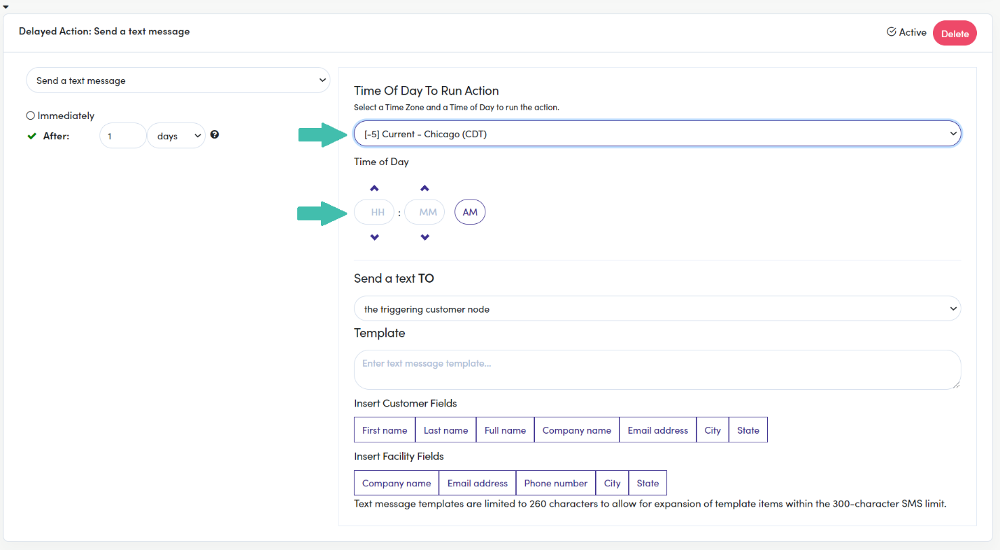 Delayed Action: Send a text message
Active
Delete
Send a text message
Immediately
After:
1
days
Time Of Day To Run Action
Select a Time Zone and a Time of Day to run the action.
[-5] Current - Chicago (CDT)
Time of Day
HH : MM AM
Send a text TO
the triggering customer node
Template
Enter text message template...
Insert Customer Fields
First name Last name Full name Company name Email address City State
Insert Facility Fields
Company name Email address Phone number City State
Text message templates are limited to 260 characters to allow for expansion of template items within the 300-character SMS limit.